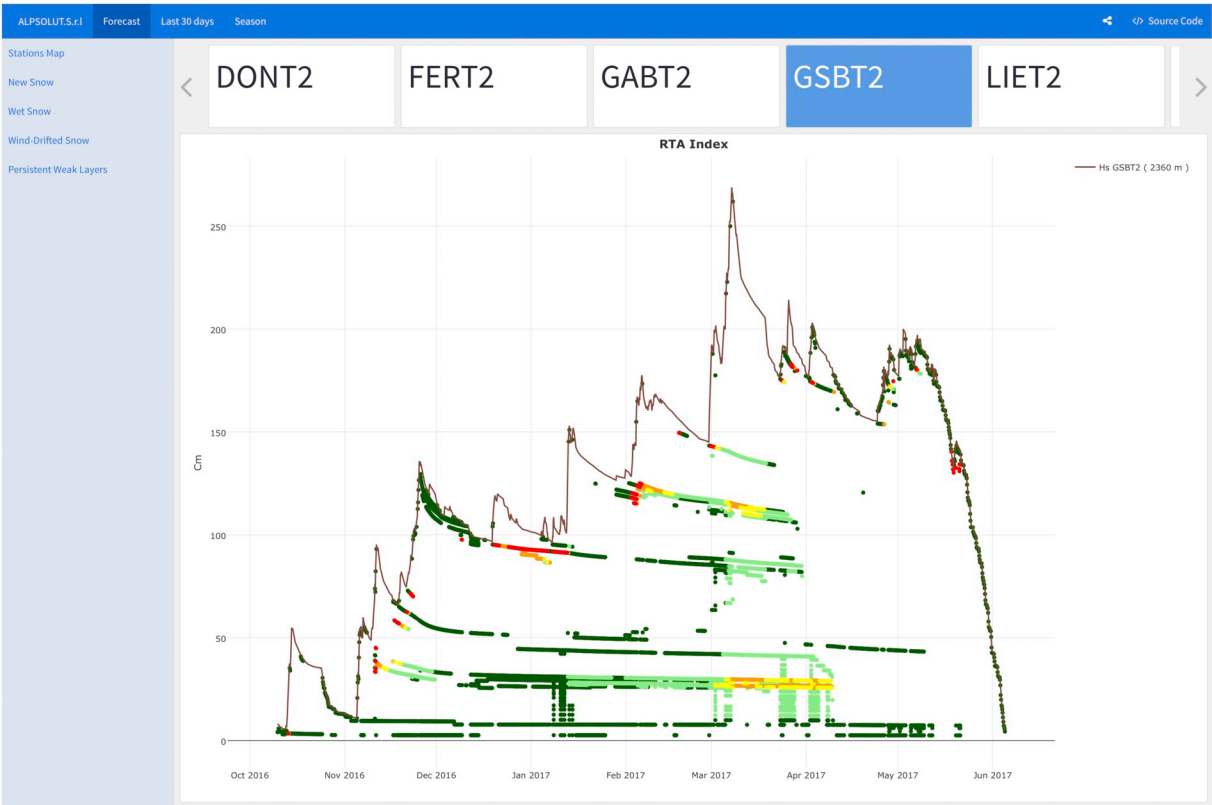 ALPSOLUT.S.r.l Forecast Last 30 days Season </> Source Code
Stations Map
New Snow
Wet Snow
Wind-Drifted Snow
Persistent Weak Layers
DONT2 FERT2 GABT2 GSBT2 LIET2
RTA Index
Hs GSBT2 ( 2360 m )
250
200
150
Cm
100
50
0
Oct 2016 Nov 2016 Dec 2016 Jan 2017 Feb 2017 Mar 2017 Apr 2017 May 2017 Jun 2017